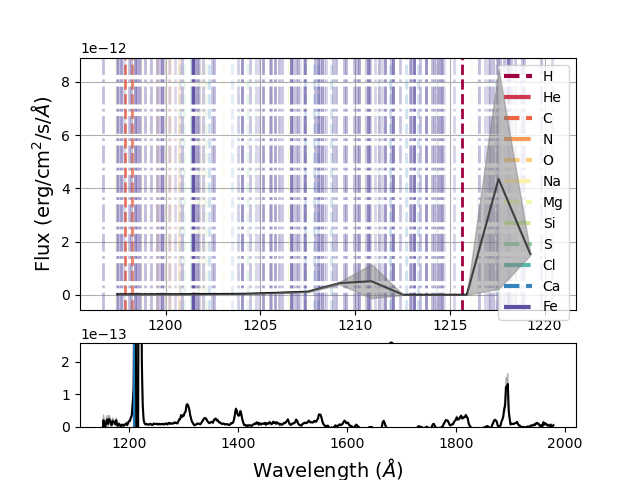 1e−12
Flux (erg/cm²/s/Å)
8
6
4
2
0
H
He
C
N
O
Na
Mg
Si
S
Cl
Ca
Fe
1200 1205 1210 1215 1220
1e−13
2
1
0
1200 1400 1600 1800 2000
Wavelength (Å)